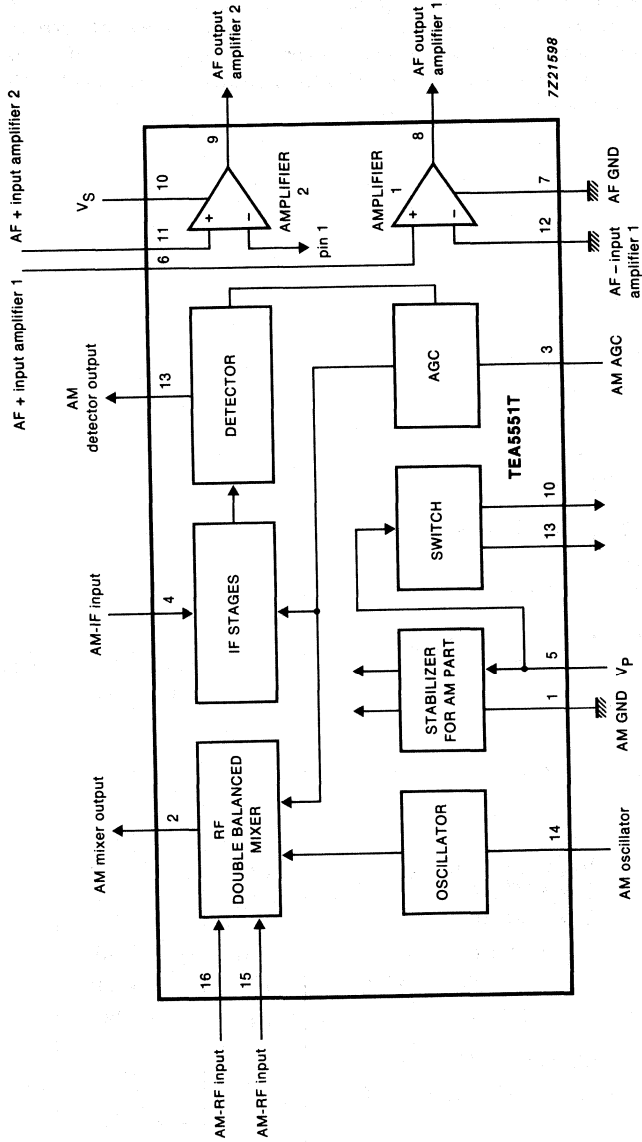 AF + input amplifier 1
AF + input amplifier 2
AM
detector output
AM-IF input
AM mixer output
VS
2
4
13
6
11
10
9
AF output
amplifier 2
AM-RF input
16
AM-RF input
15
RF
DOUBLE BALANCED
MIXER
IF STAGES
DETECTOR
+
–
AMPLIFIER
2
pin 1
OSCILLATOR
STABILIZER
FOR AM PART
SWITCH
AGC
AMPLIFIER
1
+
–
8
AF output
amplifier 1
TEA5551T
14
1
5
13
10
3
12
7
AM oscillator
AM GND
VP
AM AGC
AF – input
amplifier 1
AF GND
7Z21598